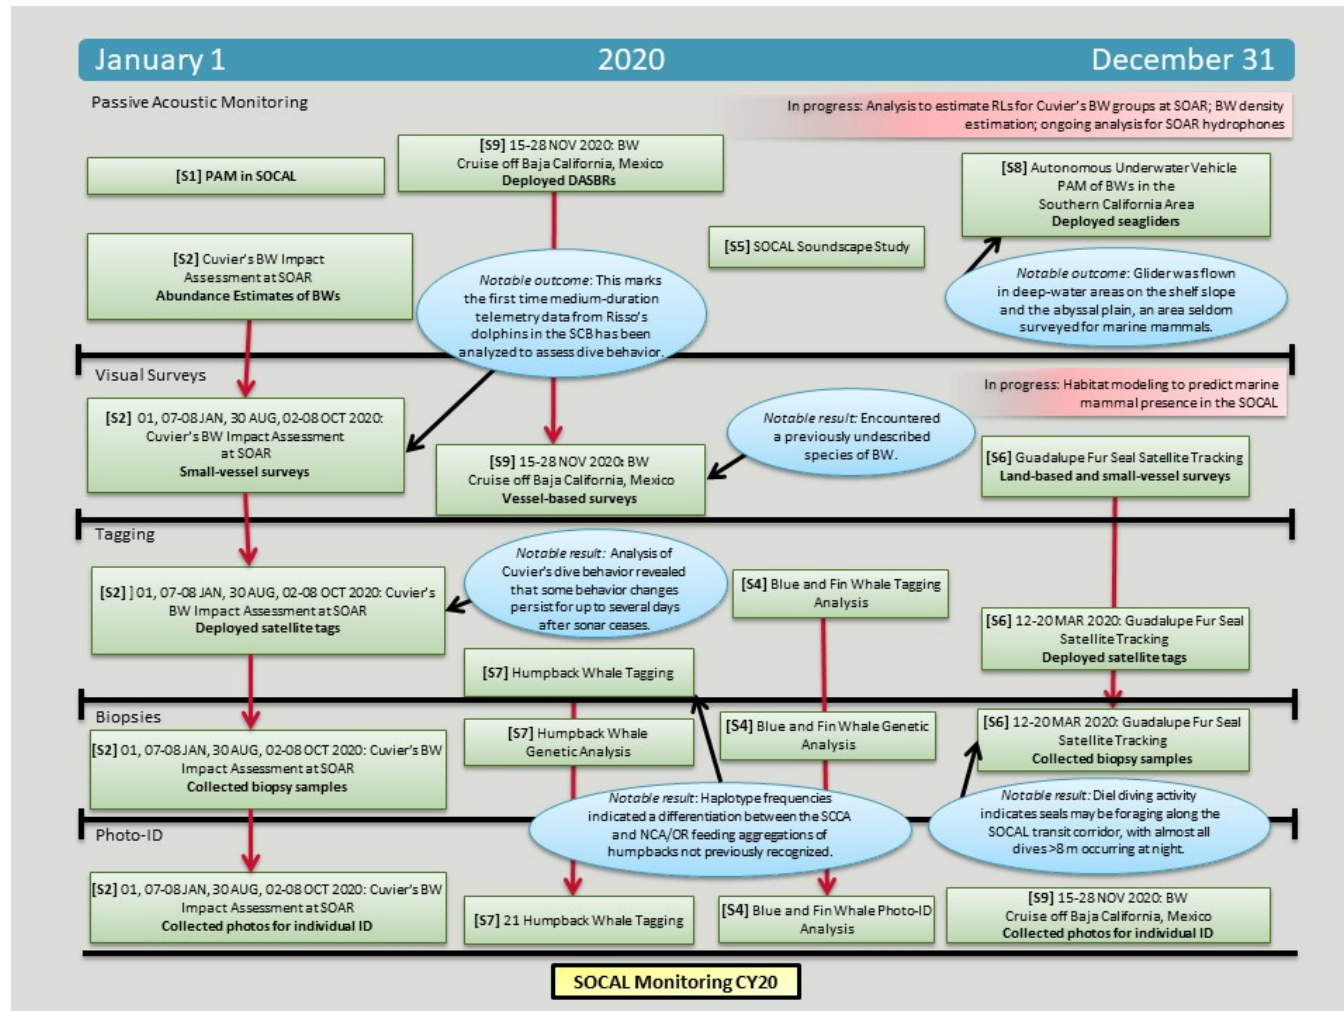 January 1
2020
December 31
Passive Acoustic Monitoring
In progress: Analysis to estimate RLs for Cuvier's BW groups at SOAR; BW density
estimation; ongoing analysis for SOAR hydrophones
[S1] PAM in SOCAL
[S9] 15-28 NOV 2020: BW
Cruise off Baja California, Mexico
Deployed DASBRs
[S8] Autonomous Underwater Vehicle
PAM of BWs in the
Southern California Area
Deployed seagliders
[S2] Cuvier's BW Impact
Assessment at SOAR
Abundance Estimates of BWs
[S5] SOCAL Soundscape Study
Notable outcome: This marks
the first time medium-duration
telemetry data from Risso's
dolphins in the SCB has been
analyzed to assess dive behavior.
Notable outcome: Glider was flown
in deep-water areas on the shelf slope
and the abyssal plain, an area seldom
surveyed for marine mammals.
Visual Surveys
In progress: Habitat modeling to predict marine
mammal presence in the SOCAL
[S2] 01, 07-08 JAN, 30 AUG, 02-08 OCT 2020:
Cuvier's BW Impact Assessment
at SOAR
Small-vessel surveys
[S9] 15-28 NOV 2020: BW
Cruise off Baja California, Mexico
Vessel-based surveys
Notable result: Encountered
a previously undescribed
species of BW.
[S6] Guadalupe Fur Seal Satellite Tracking
Land-based and small-vessel surveys
Tagging
[S2] ] 01, 07-08 JAN, 30 AUG, 02-08 OCT 2020: Cuvier's
BW Impact Assessment at SOAR
Deployed satellite tags
Notable result: Analysis of
Cuvier's dive behavior revealed
that some behavior changes
persist for up to several days
after sonar ceases.
[S4] Blue and Fin Whale Tagging
Analysis
[S6] 12-20 MAR 2020: Guadalupe Fur Seal
Satellite Tracking
Deployed satellite tags
[S7] Humpback Whale Tagging
Biopsies
[S2] 01, 07-08 JAN, 30 AUG, 02-08 OCT 2020: Cuvier's BW
Impact Assessment at SOAR
Collected biopsy samples
[S7] Humpback Whale
Genetic Analysis
[S4] Blue and Fin Whale Genetic
Analysis
[S6] 12-20 MAR 2020: Guadalupe Fur Seal
Satellite Tracking
Collected biopsy samples
Notable result: Haplotype frequencies
indicated a differentiation between the SCCA
and NCA/OR feeding aggregations of
humpbacks not previously recognized.
Notable result: Diel diving activity
indicates seals may be foraging along the
SOCAL transit corridor, with almost all
dives >8 m occurring at night.
Photo-ID
[S2] 01, 07-08 JAN, 30 AUG, 02-08 OCT 2020: Cuvier's BW
Impact Assessment at SOAR
Collected photos for individual ID
[S7] 21 Humpback Whale Tagging
[S4] Blue and Fin Whale Photo-ID
Analysis
[S9] 15-28 NOV 2020: BW
Cruise off Baja California, Mexico
Collected photos for individual ID
SOCAL Monitoring CY20